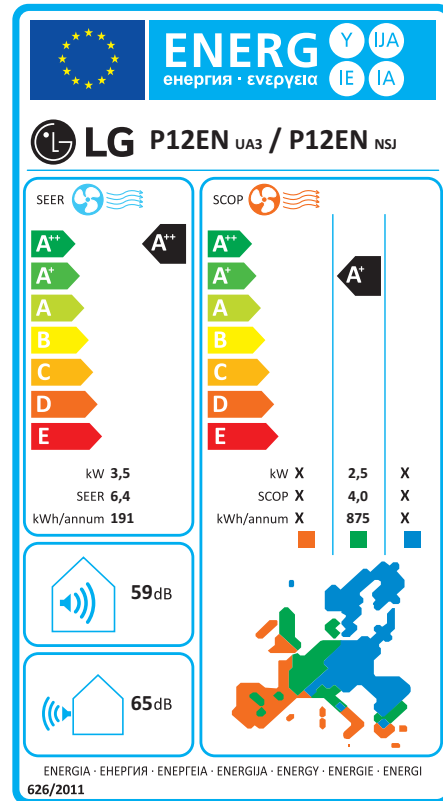 ENERG
енергия · ενεργεια
Y IJA
IE IA
LG P12EN UA3 / P12EN NSJ
SEER
A++
A+
A
B
C
D
E
A++
kW 3,5
SEER 6,4
kWh/annum 191
SCOP
A++
A+
A
B
C
D
E
A+
kW X 2,5 X
SCOP X 4,0 X
kWh/annum X 875 X
59dB
65dB
ENERGIA · ЕНЕРГИЯ · ΕΝΕΡΓΕΙΑ · ENERGIJA · ENERGY · ENERGIE · ENERGI
626/2011